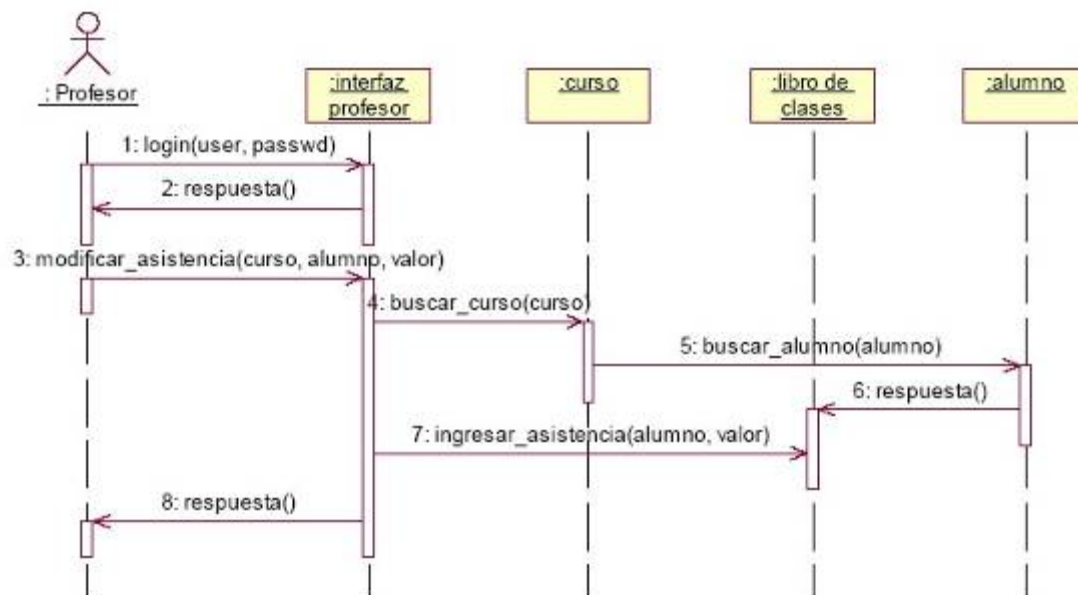 : Profesor
:interfaz
profesor
:curso
:libro de
clases
:alumno
1: login(user, passwd)
2: respuesta()
3: modificar_asistencia(curso, alumno, valor)
4: buscar_curso(curso)
5: buscar_alumno(alumno)
6: respuesta()
7: ingresar_asistencia(alumno, valor)
8: respuesta()